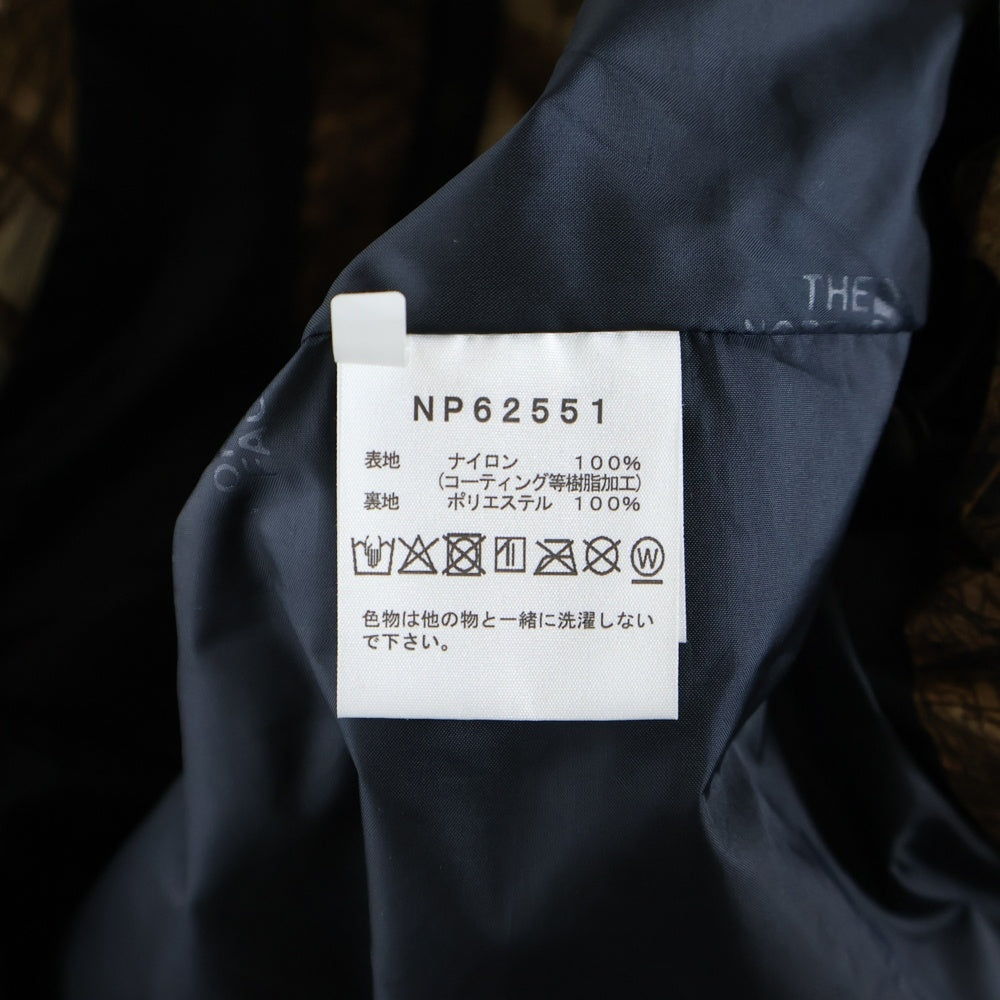 THE
NP62551
表地 ナイロン 100%
(コーティング等樹脂加工)
裏地 ポリエステル 100%
W
色物は他の物と一緒に洗濯しない
で下さい。